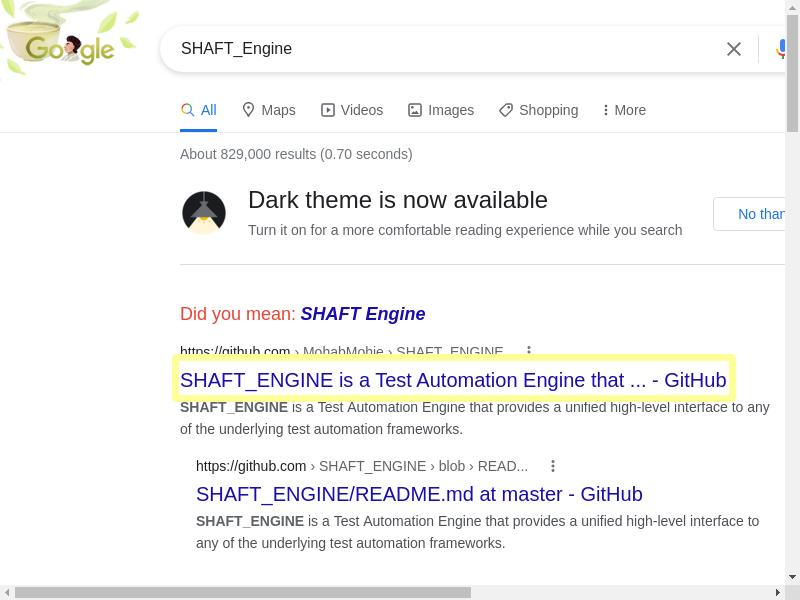 Google
SHAFT_Engine
All Maps Videos Images Shopping More
About 829,000 results (0.70 seconds)
Dark theme is now available
Turn it on for a more comfortable reading experience while you search
No
Did you mean: SHAFT Engine
https://github.com › MohabMohie › SHAFT_ENGINE
SHAFT_ENGINE is a Test Automation Engine that ... - GitHub
SHAFT_ENGINE is a Test Automation Engine that provides a unified high-level interface to any
of the underlying test automation frameworks.
https://github.com › SHAFT_ENGINE › blob › READ...
SHAFT_ENGINE/README.md at master - GitHub
SHAFT_ENGINE is a Test Automation Engine that provides a unified high-level interface to
any of the underlying test automation frameworks.